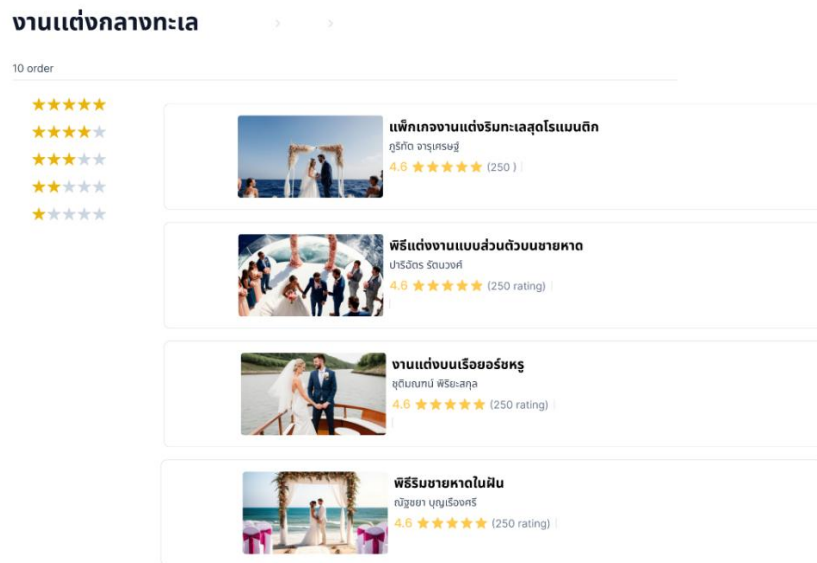 งานแต่งกลางทะเล
10 order
แพ็กเกจงานแต่งริมทะเลสุดโรแมนติก
ภูริทัต จารุเศรษฐ์
4.6 (250 )
พิธีแต่งงานแบบส่วนตัวบนชายหาด
ปาริฉัตร รัตนวงศ์
4.6 (250 rating)
งานแต่งบนเรือยอร์ชหรู
ชุติมณฑน์ พิริยะสกุล
4.6 (250 rating)
พิธีริมชายหาดในฝัน
ณัฐชยา บุญเรืองศรี
4.6 (250 rating)